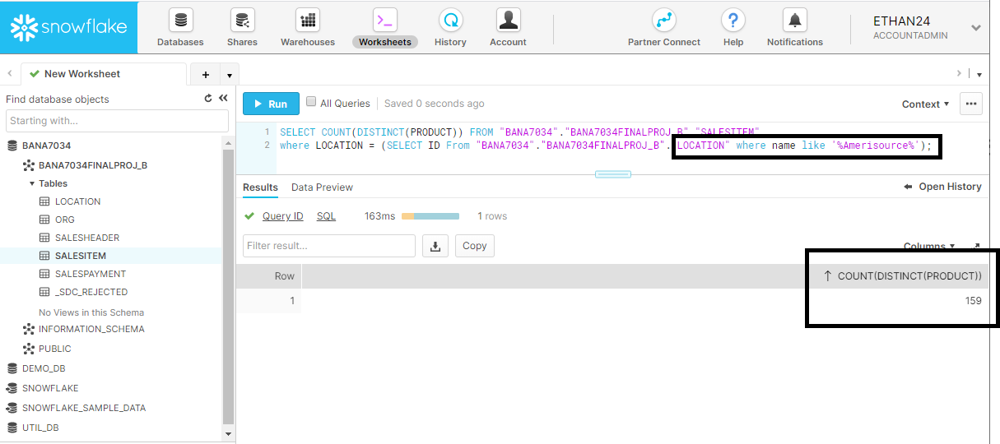 snowflake
Databases
Shares
Warehouses
Worksheets
History
Account
Partner Connect
Help
Notifications
ETHAN24
ACCOUNTADMIN
New Worksheet
Find database objects
Starting with...
BANA7034
BANA7034FINALPROJ_B
Tables
LOCATION
ORG
SALESHEADER
SALESITEM
SALESPAYMENT
_SDC_REJECTED
No Views in this Schema
INFORMATION_SCHEMA
PUBLIC
DEMO_DB
SNOWFLAKE
SNOWFLAKE_SAMPLE_DATA
UTIL_DB
Run
All Queries
Saved 0 seconds ago
Context
1 SELECT COUNT(DISTINCT(PRODUCT)) FROM "BANA7034"."BANA7034FINALPROJ_B"."SALESITEM"
2 where LOCATION = (SELECT ID From "BANA7034"."BANA7034FINALPROJ_B"."LOCATION" where name like '%Amerisource%');
Results
Data Preview
Open History
Query ID SQL 163ms 1 rows
Filter result...
Copy
Columns
Row ↑ COUNT(DISTINCT(PRODUCT))
1 159